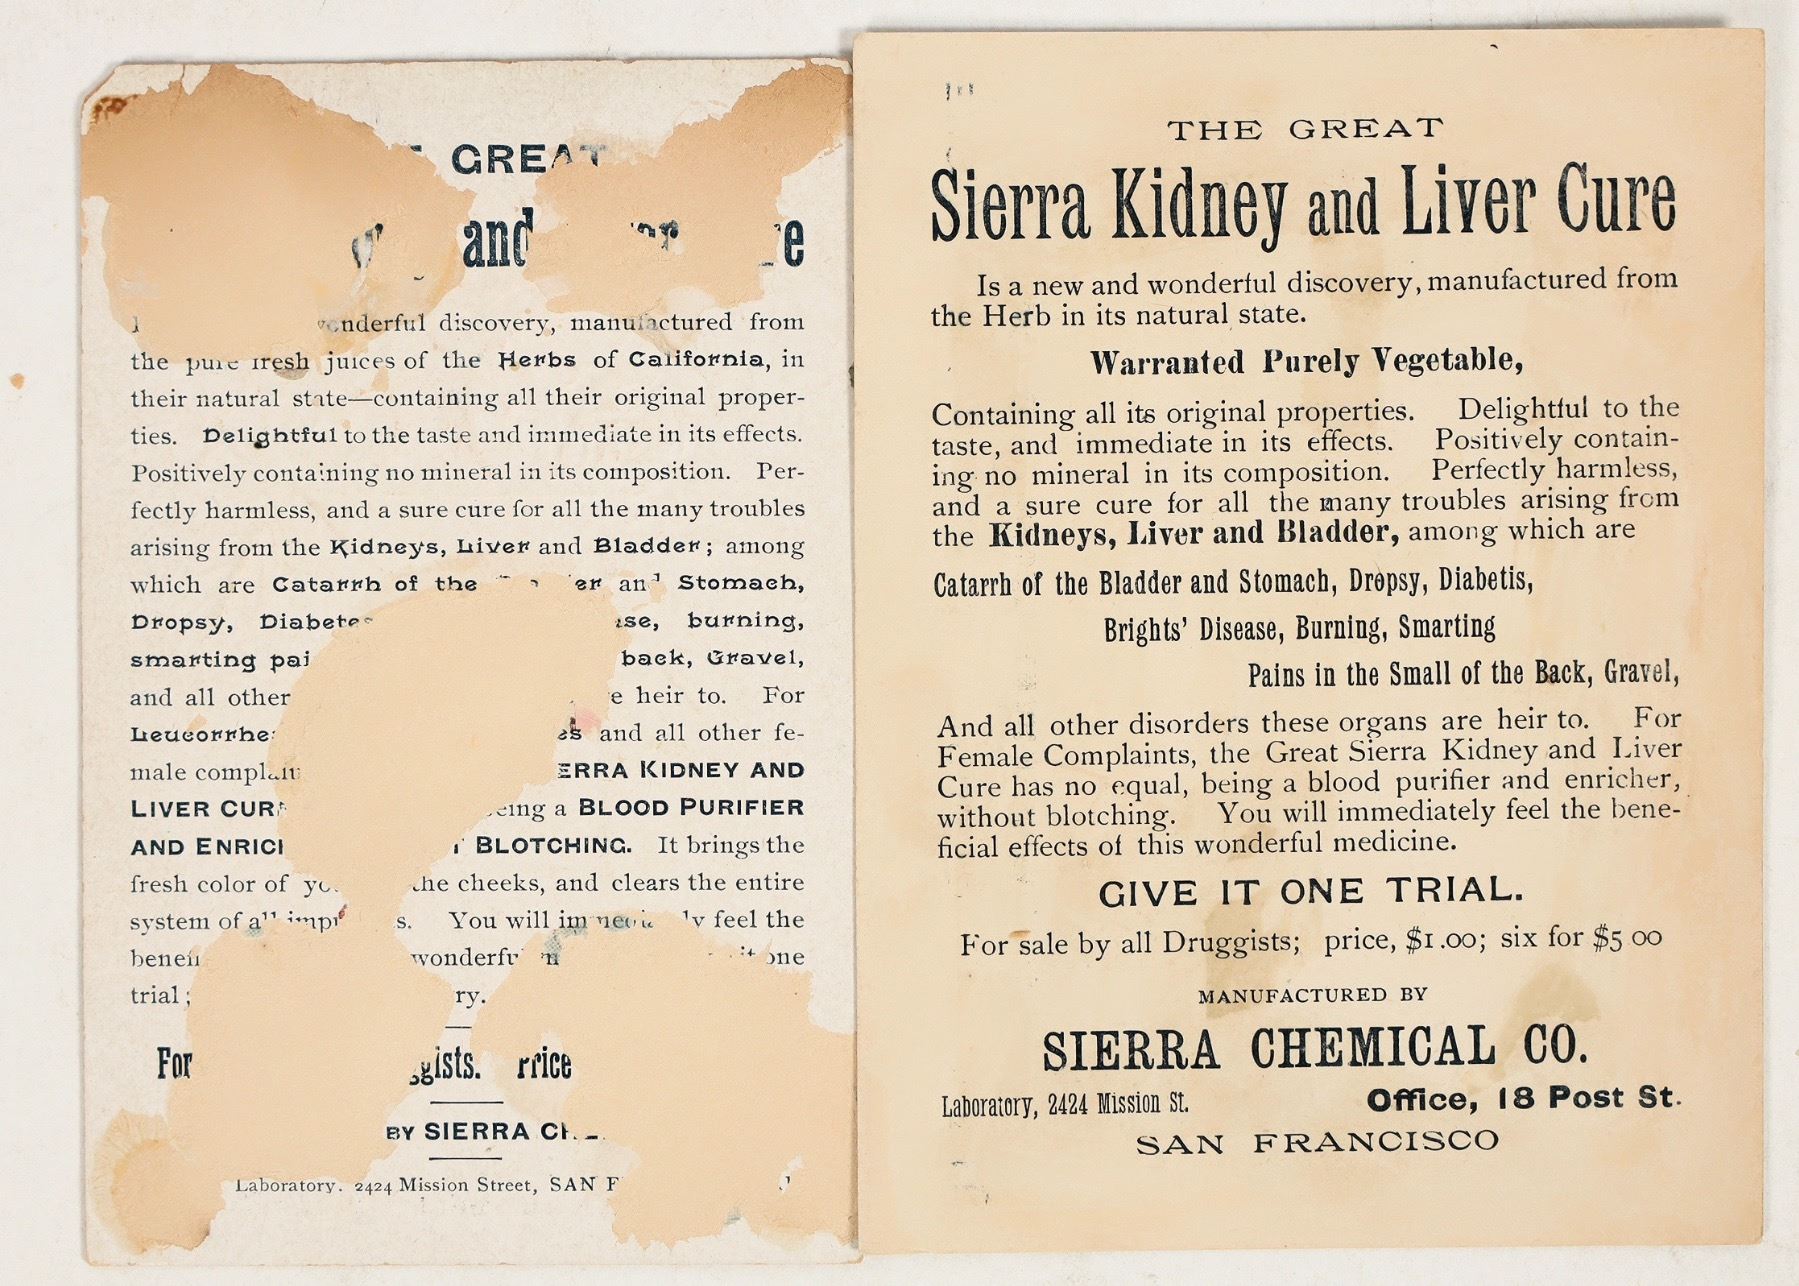 GREAT
and
wonderful discovery, manufactured from
the pure fresh juices of the Herbs of California, in
their natural state—containing all their original proper-
ties. Delightful to the taste and immediate in its effects.
Positively containing no mineral in its composition. Per-
fectly harmless, and a sure cure for all the many troubles
arising from the Kidneys, Liver and Bladder; among
which are Catarrh of the and Stomach,
Dropsy, burning,
smarting back, Gravel,
and all other heir to. For
and all other fe-
male KIDNEY AND
LIVER a BLOOD PURIFIER
AND BLOTCHING. It brings the
fresh color of the cheeks, and clears the entire
system of You will feel the
one
trial;
For Price
BY SIERRA
Laboratory. 2424 Mission Street, SAN
THE GREAT
Sierra Kidney and Liver Cure
Is a new and wonderful discovery, manufactured from
the Herb in its natural state.
Warranted Purely Vegetable,
Containing all its original properties. Delightful to the
taste, and immediate in its effects. Positively contain-
ing no mineral in its composition. Perfectly harmless,
and a sure cure for all the many troubles arising from
the Kidneys, Liver and Bladder, among which are
Catarrh of the Bladder and Stomach, Dropsy, Diabetis,
Brights' Disease, Burning, Smarting
Pains in the Small of the Back, Gravel,
And all other disorders these organs are heir to. For
Female Complaints, the Great Sierra Kidney and Liver
Cure has no equal, being a blood purifier and enricher,
without blotching. You will immediately feel the bene-
ficial effects of this wonderful medicine.
GIVE IT ONE TRIAL.
For sale by all Druggists; price, $1.00; six for $5 00
MANUFACTURED BY
SIERRA CHEMICAL CO.
Laboratory, 2424 Mission St. Office, 18 Post St.
SAN FRANCISCO